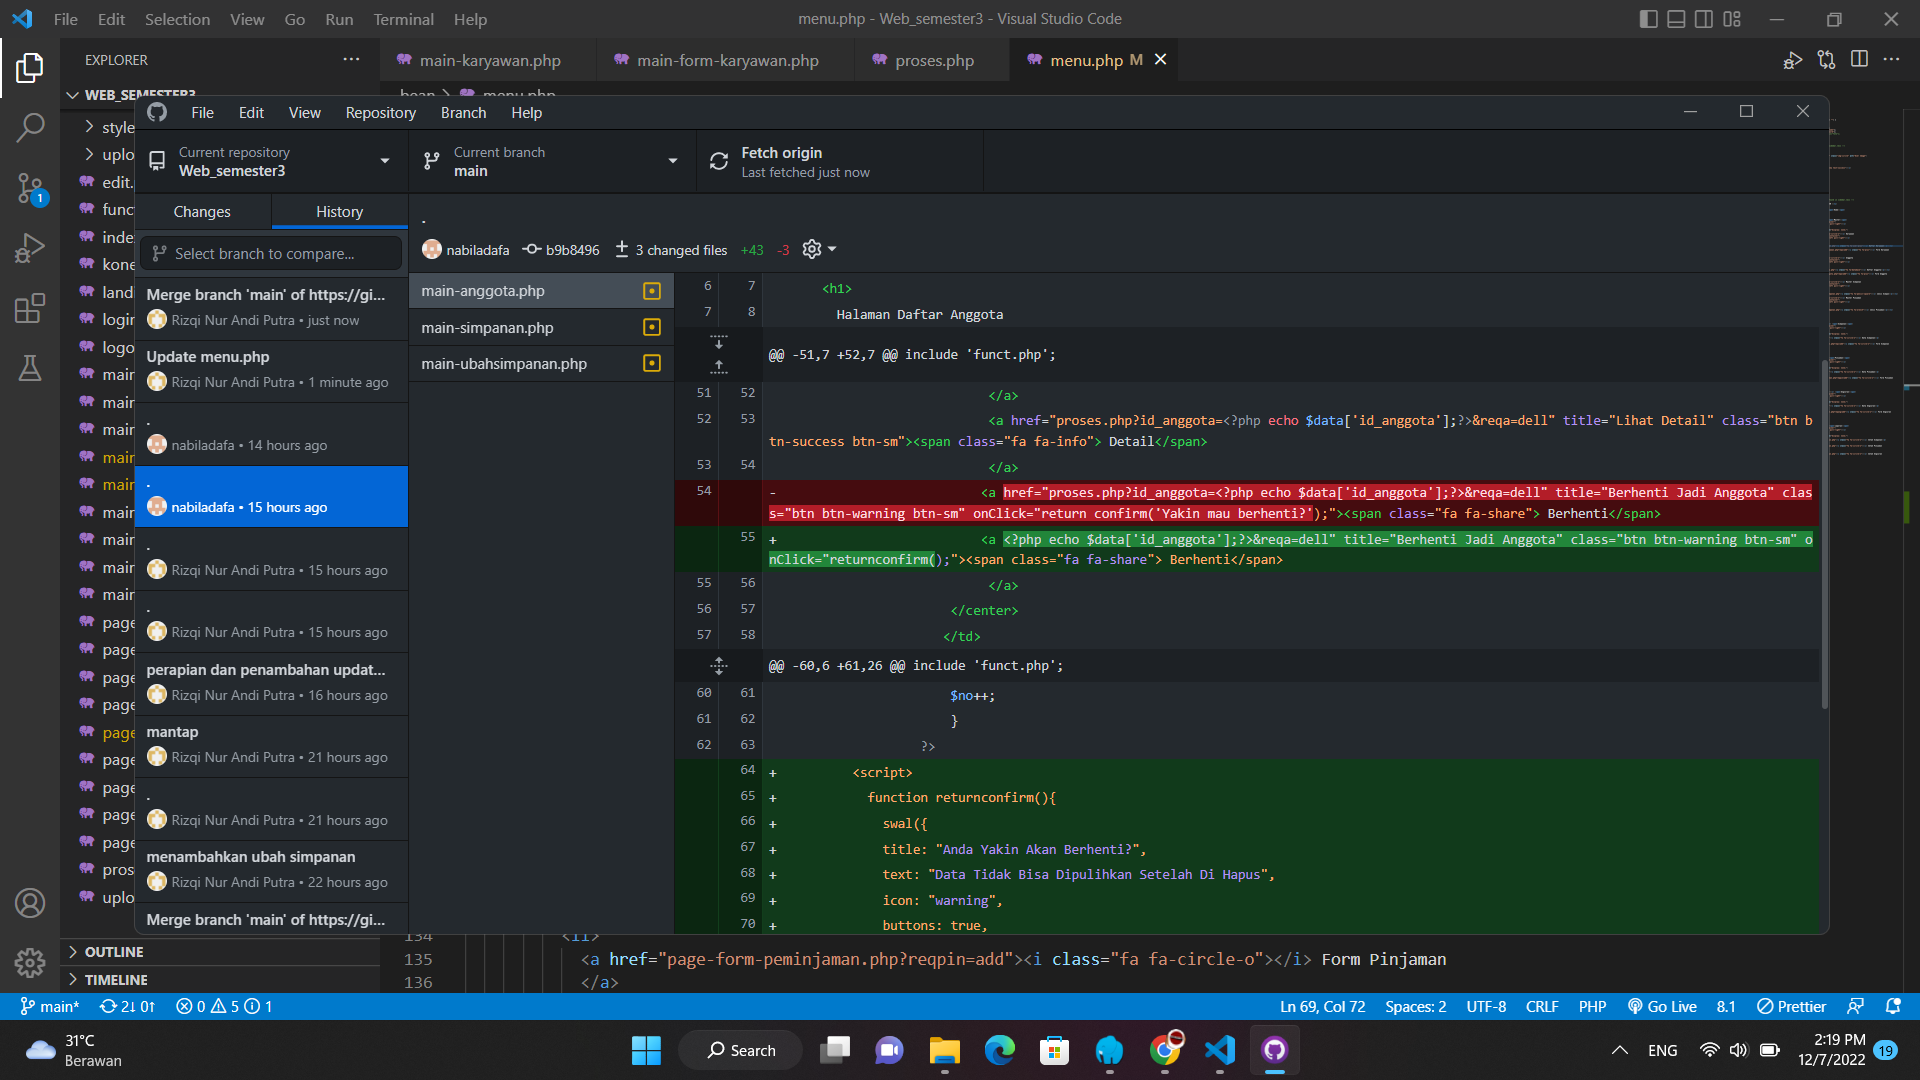 File Edit Selection View Go Run Terminal Help
menu.php - Web_semester3 - Visual Studio Code
EXPLORER
main-karyawan.php
main-form-karyawan.php
proses.php
menu.php M
WEB_SEMESTER3
bean > menu.php
style
uplo
edit.
func
inde
kone
landi
login
logo
main
main
main
main
main
main
main
main
main
page
page
page
page
page
page
page
page
page
pros
uplo
File Edit View Repository Branch Help
Current repository
Web_semester3
Current branch
main
Fetch origin
Last fetched just now
Changes
History
Select branch to compare...
Merge branch 'main' of https://gi...
Rizqi Nur Andi Putra • just now
Update menu.php
Rizqi Nur Andi Putra • 1 minute ago
.
nabiladafa • 14 hours ago
.
nabiladafa • 15 hours ago
.
Rizqi Nur Andi Putra • 15 hours ago
.
Rizqi Nur Andi Putra • 15 hours ago
perapian dan penambahan updat...
Rizqi Nur Andi Putra • 16 hours ago
mantap
Rizqi Nur Andi Putra • 21 hours ago
.
Rizqi Nur Andi Putra • 21 hours ago
menambahkan ubah simpanan
Rizqi Nur Andi Putra • 22 hours ago
Merge branch 'main' of https://gi...
.
nabiladafa b9b8496 3 changed files +43 -3
main-anggota.php
main-simpanan.php
main-ubahsimpanan.php
6 7 <h1>
7 8 Halaman Daftar Anggota
@@ -51,7 +52,7 @@ include 'funct.php';
51 52 </a>
52 53 <a href="proses.php?id_anggota=<?php echo $data['id_anggota'];?>&reqa=dell" title="Lihat Detail" class="btn b
tn-success btn-sm"><span class="fa fa-info"> Detail</span>
53 54 </a>
54 - <a href="proses.php?id_anggota=<?php echo $data['id_anggota'];?>&reqa=dell" title="Berhenti Jadi Anggota" clas
s="btn btn-warning btn-sm" onClick="return confirm('Yakin mau berhenti?');"><span class="fa fa-share"> Berhenti</span>
55 + <a <?php echo $data['id_anggota'];?>&reqa=dell" title="Berhenti Jadi Anggota" class="btn btn-warning btn-sm" o
nClick="returnconfirm();"><span class="fa fa-share"> Berhenti</span>
55 56 </a>
56 57 </center>
57 58 </td>
@@ -60,6 +61,26 @@ include 'funct.php';
60 61 $no++;
61 62 }
62 63 ?>
64 + <script>
65 + function returnconfirm(){
66 + swal({
67 + title: "Anda Yakin Akan Berhenti?",
68 + text: "Data Tidak Bisa Dipulihkan Setelah Di Hapus",
69 + icon: "warning",
70 + buttons: true,
134 <li>
135 <a href="page-form-peminjaman.php?reqpin=add"><i class="fa fa-circle-o"></i> Form Pinjaman
136 </a>
OUTLINE
TIMELINE
1
main* 2↓ 0↑ 0 5 1
Ln 69, Col 72 Spaces: 2 UTF-8 CRLF PHP Go Live 8.1 Prettier
31°C
Berawan
Search
ENG
2:19 PM
12/7/2022
19